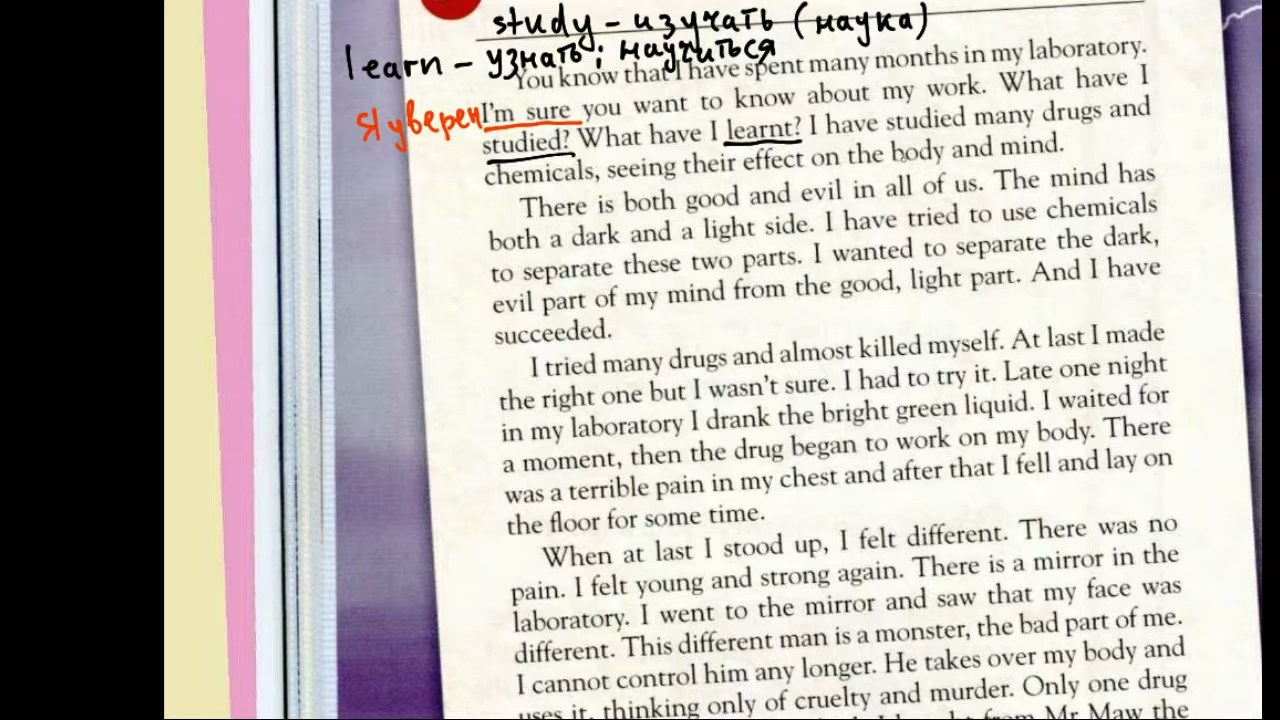 study – изучать (наука)
learn – узнать; научиться
You know that I have spent many months in my laboratory.
Я уверен I'm sure you want to know about my work. What have I
studied? What have I learnt? I have studied many drugs and
chemicals, seeing their effect on the body and mind.
There is both good and evil in all of us. The mind has
both a dark and a light side. I have tried to use chemicals
to separate these two parts. I wanted to separate the dark,
evil part of my mind from the good, light part. And I have
succeeded.
I tried many drugs and almost killed myself. At last I made
the right one but I wasn't sure. I had to try it. Late one night
in my laboratory I drank the bright green liquid. I waited for
a moment, then the drug began to work on my body. There
was a terrible pain in my chest and after that I fell and lay on
the floor for some time.
When at last I stood up, I felt different. There was no
pain. I felt young and strong again. There is a mirror in the
laboratory. I went to the mirror and saw that my face was
different. This different man is a monster, the bad part of me.
I cannot control him any longer. He takes over my body and
uses it, thinking only of cruelty and murder. Only one drug
from Mr Maw the